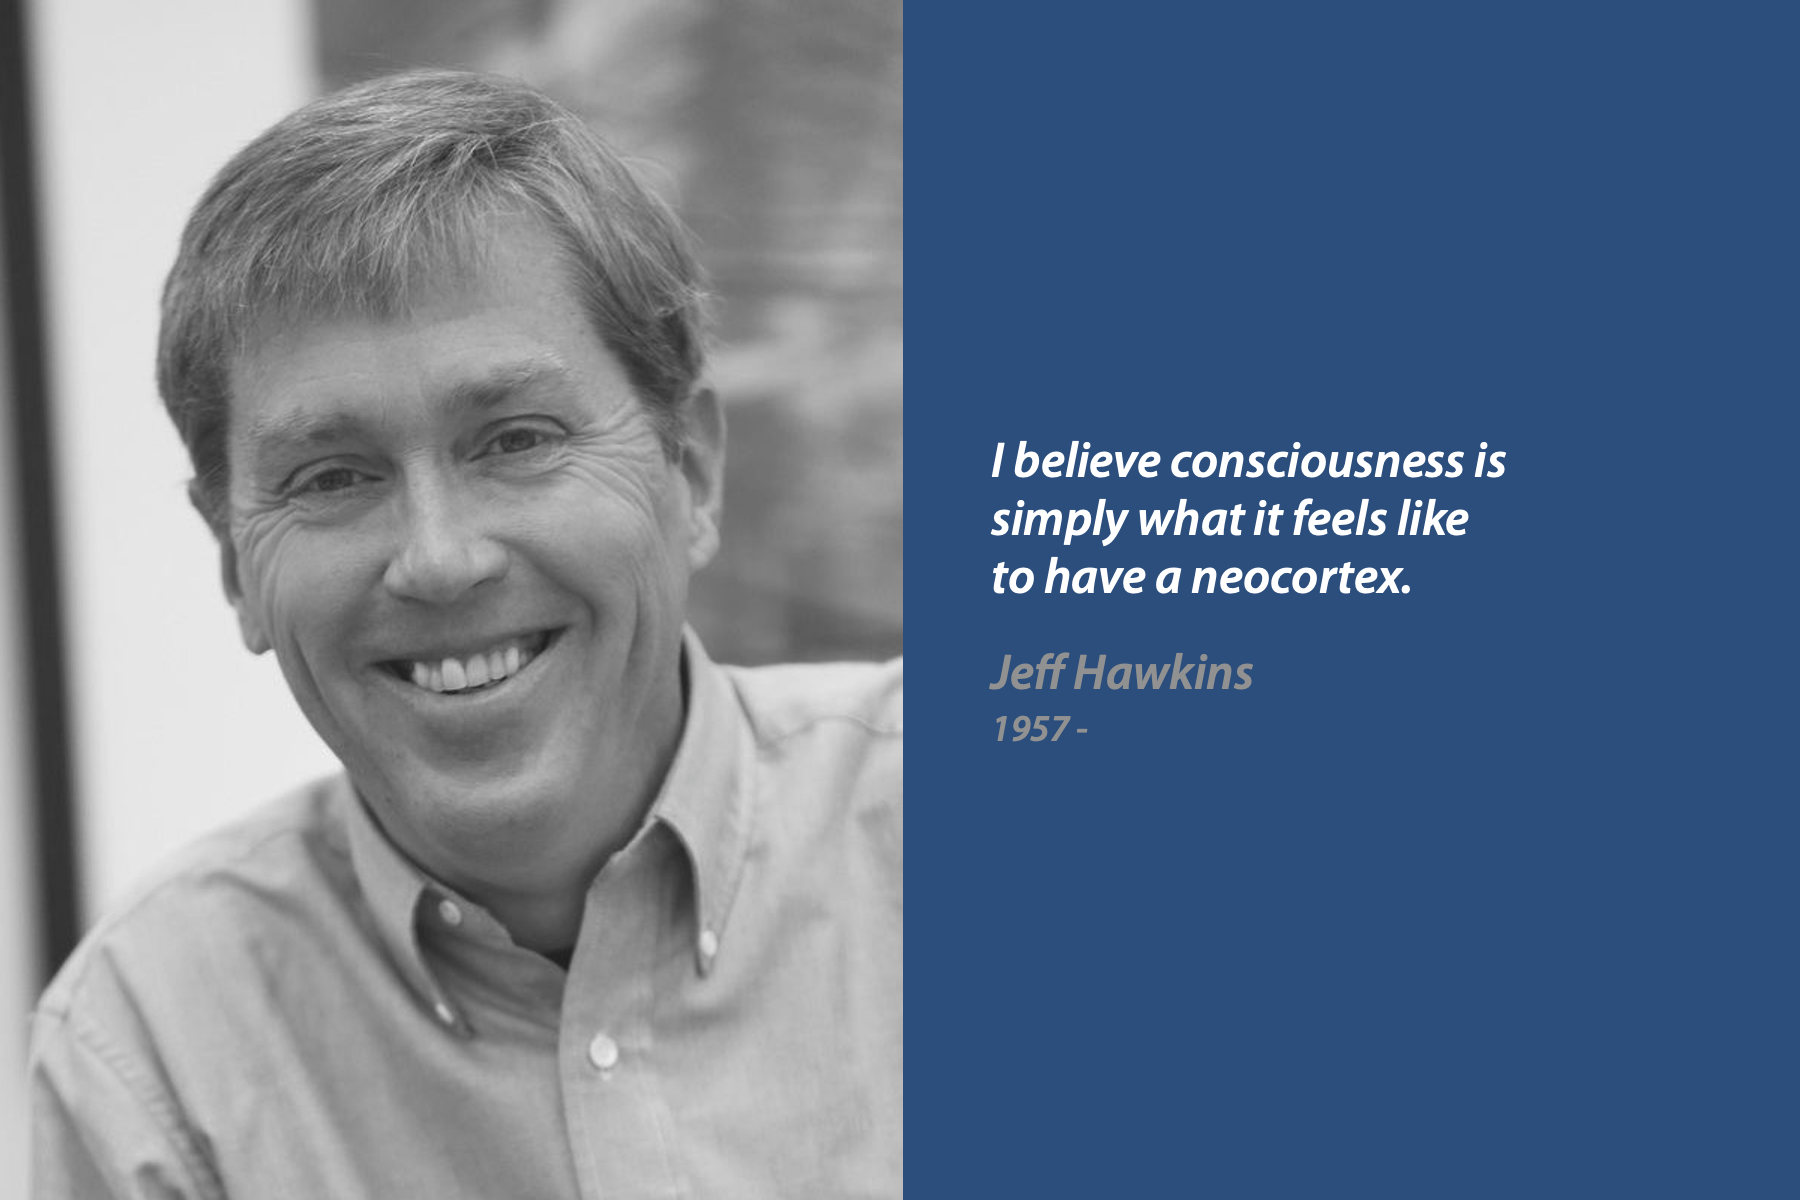 I believe consciousness is
simply what it feels like
to have a neocortex.
Jeff Hawkins
1957 -